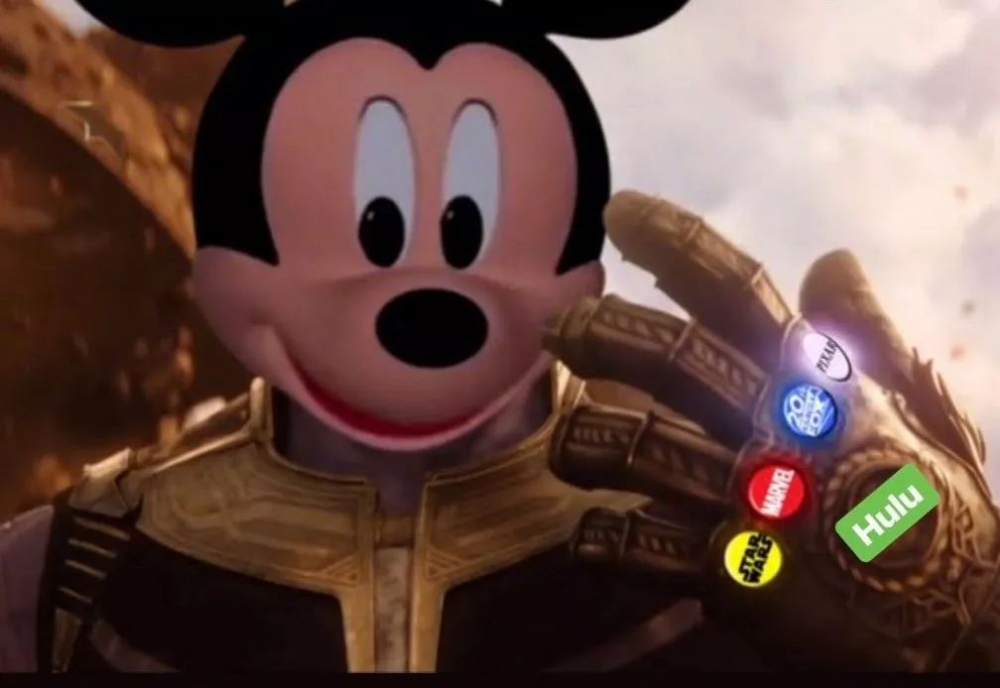 PIXAR
20th
CENTURY
FOX
MARVEL
STAR
WARS
Hulu